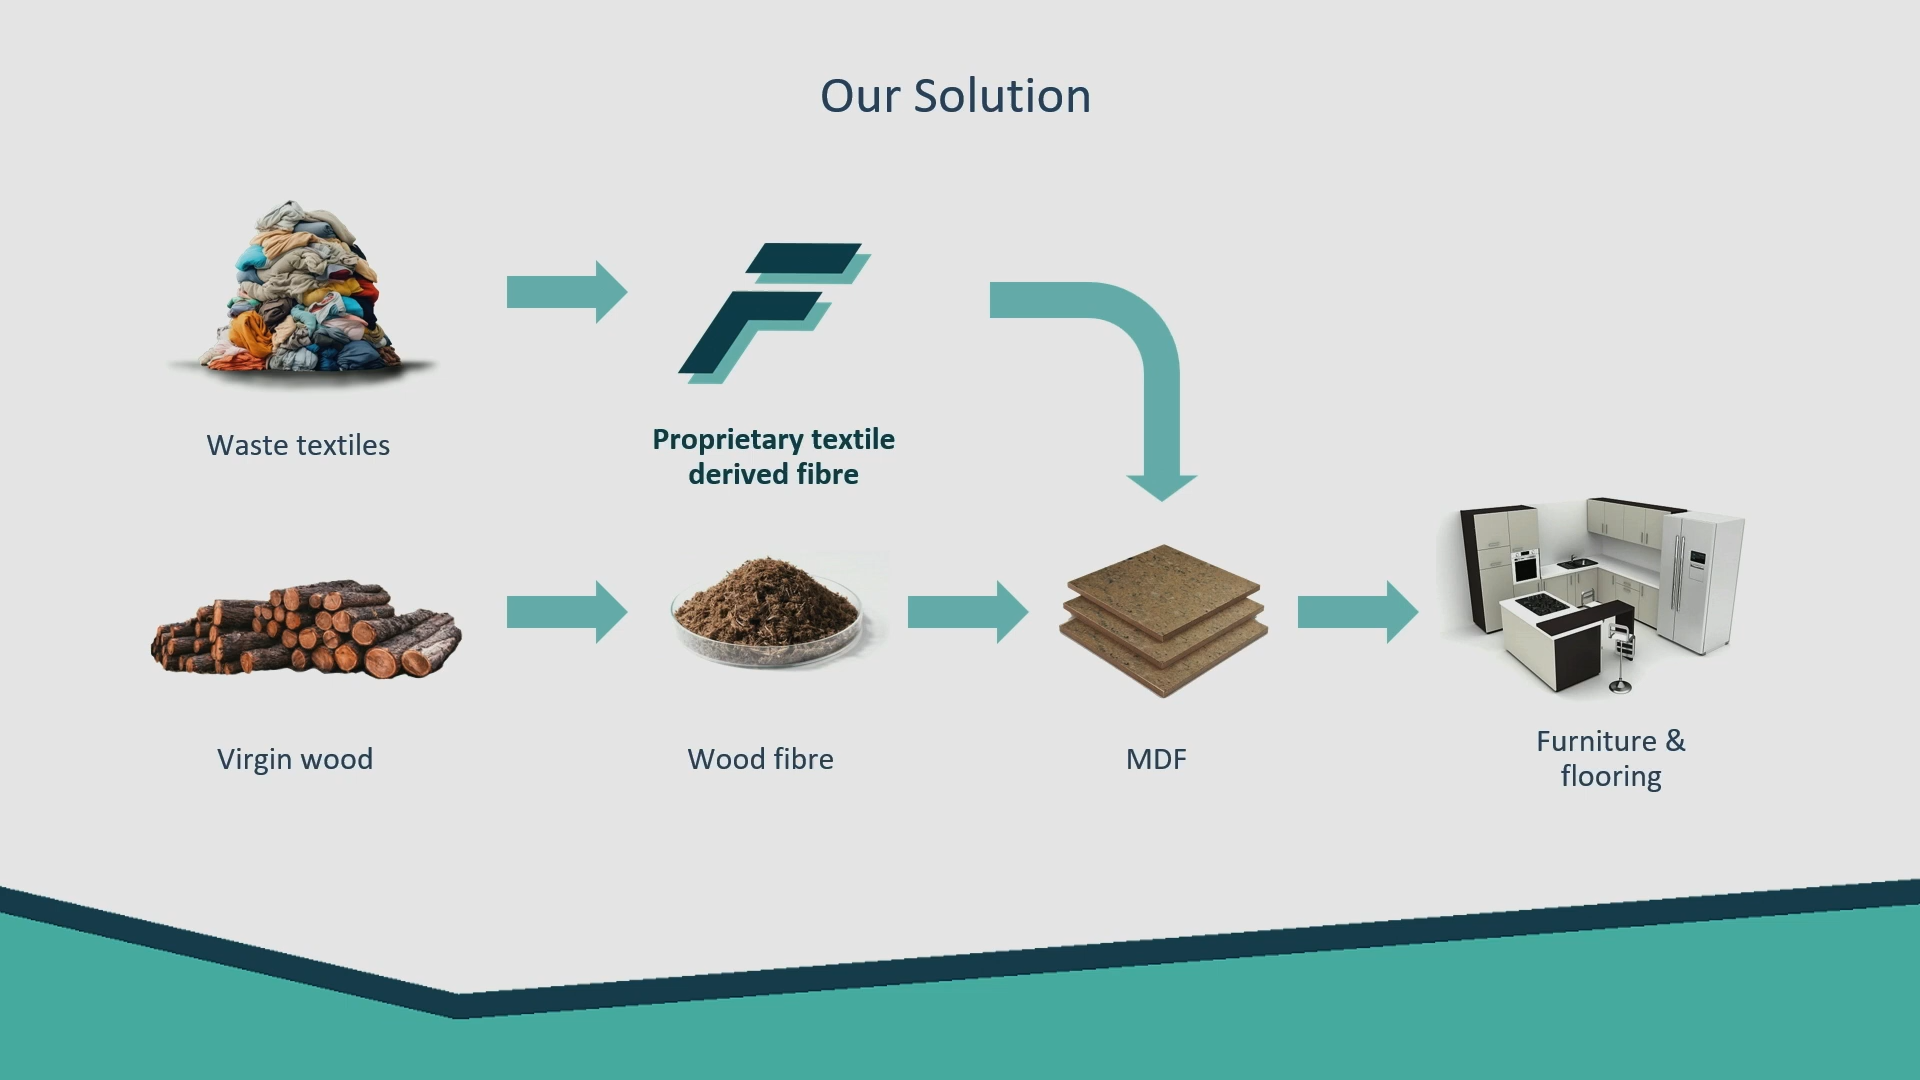 Our Solution
Waste textiles
Proprietary textile
derived fibre
Virgin wood
Wood fibre
MDF
Furniture &
flooring